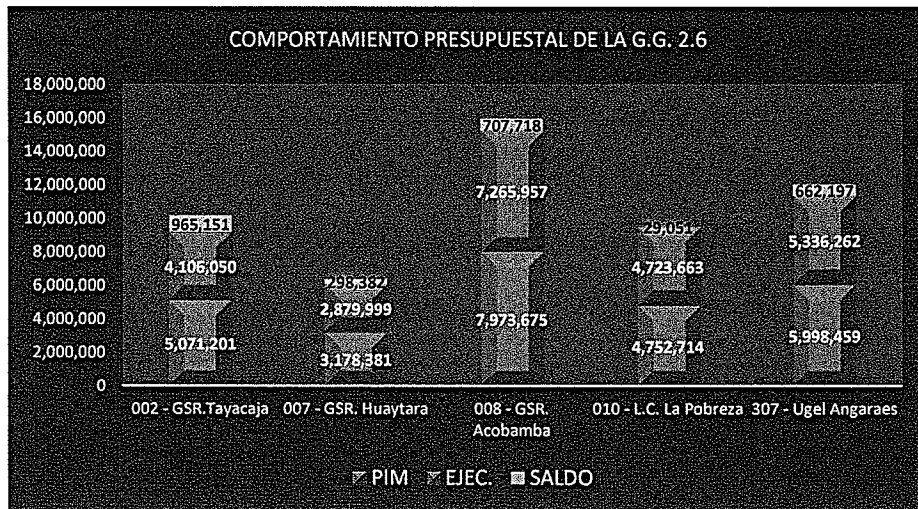 COMPORTAMIENTO PRESUPUESTAL DE LA G.G. 2.6
18,000,000
16,000,000
14,000,000
12,000,000
10,000,000
8,000,000
6,000,000
4,000,000
2,000,000
0
965,151
4,106,050
5,071,201
298,382
2,879,999
3,178,381
707,718
7,265,957
7,973,675
29,051
4,723,663
4,752,714
662,197
5,336,262
5,998,459
002 - GSR.Tayacaja
007 - GSR. Huaytara
008 - GSR.
Acobamba
010 - L.C. La Pobreza
307 - Ugel Angaraes
PIM
EJEC.
SALDO